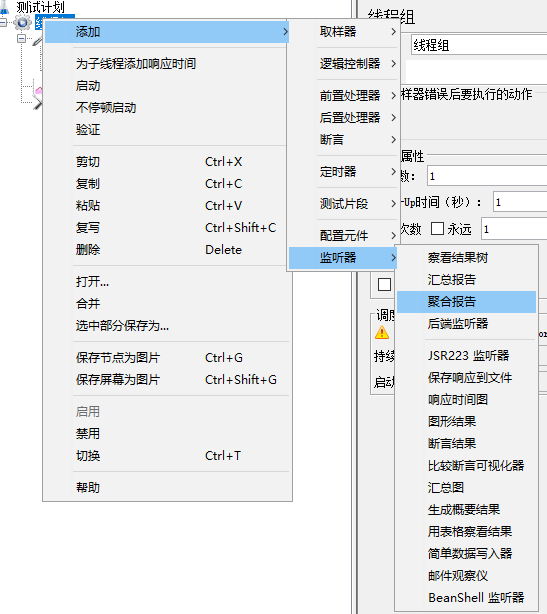 测试计划
线程组
添加
为子线程添加响应时间
启动
不停顿启动
验证
剪切 Ctrl+X
复制 Ctrl+C
粘贴 Ctrl+V
复写 Ctrl+Shift+C
删除 Delete
打开...
合并
选中部分保存为...
保存节点为图片 Ctrl+G
保存屏幕为图片 Ctrl+Shift+G
启用
禁用
切换 Ctrl+T
帮助
取样器
逻辑控制器
前置处理器
后置处理器
断言
定时器
测试片段
配置元件
监听器
察看结果树
汇总报告
聚合报告
后端监听器
JSR223 监听器
保存响应到文件
响应时间图
图形结果
断言结果
比较断言可视化器
汇总图
生成概要结果
用表格察看结果
简单数据写入器
邮件观察仪
BeanShell 监听器
线程组
线程组
样器错误后要执行的动作
属性
数： 1
-Up时间（秒）： 1
次数 永远 1
调度
持续
启动